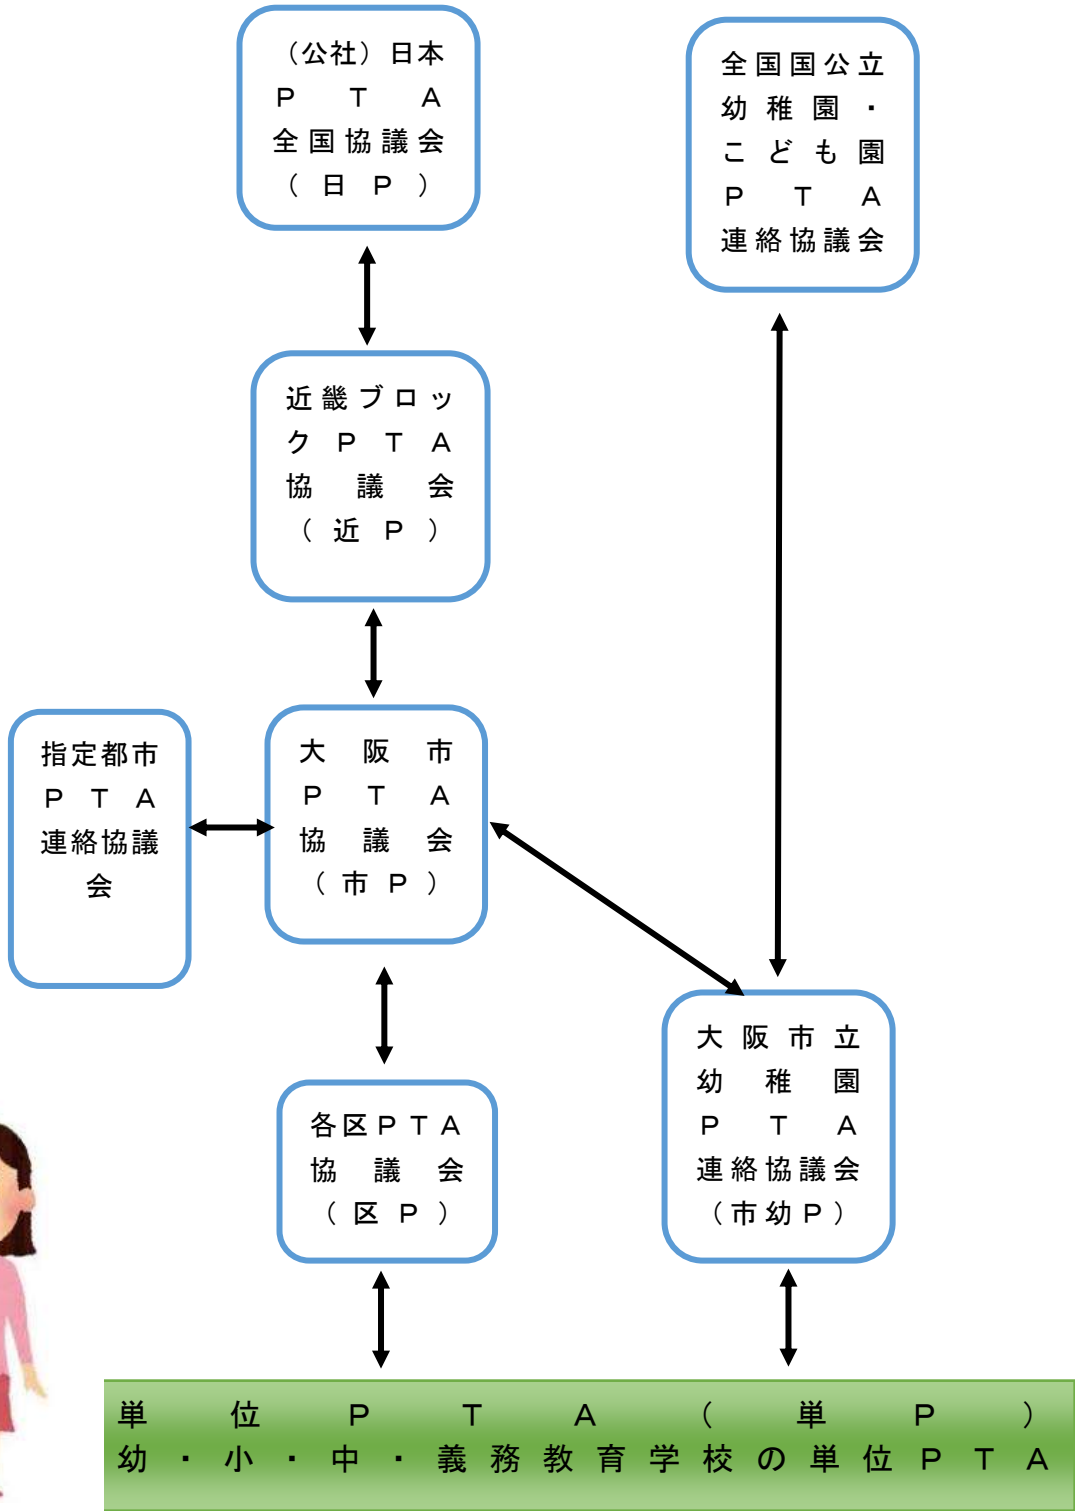 （公社）日本
ＰＴＡ
全国協議会
（日Ｐ）
全国国公立
幼稚園・
こども園
ＰＴＡ
連絡協議会
近畿ブロッ
クＰＴＡ
協議会
（近Ｐ）
指定都市
ＰＴＡ
連絡協議
会
大阪市
ＰＴＡ
協議会
（市Ｐ）
大阪市立
幼稚園
ＰＴＡ
連絡協議会
（市幼Ｐ）
各区ＰＴＡ
協議会
（区Ｐ）
単位ＰＴＡ（単Ｐ）
幼・小・中・義務教育学校の単位ＰＴＡ